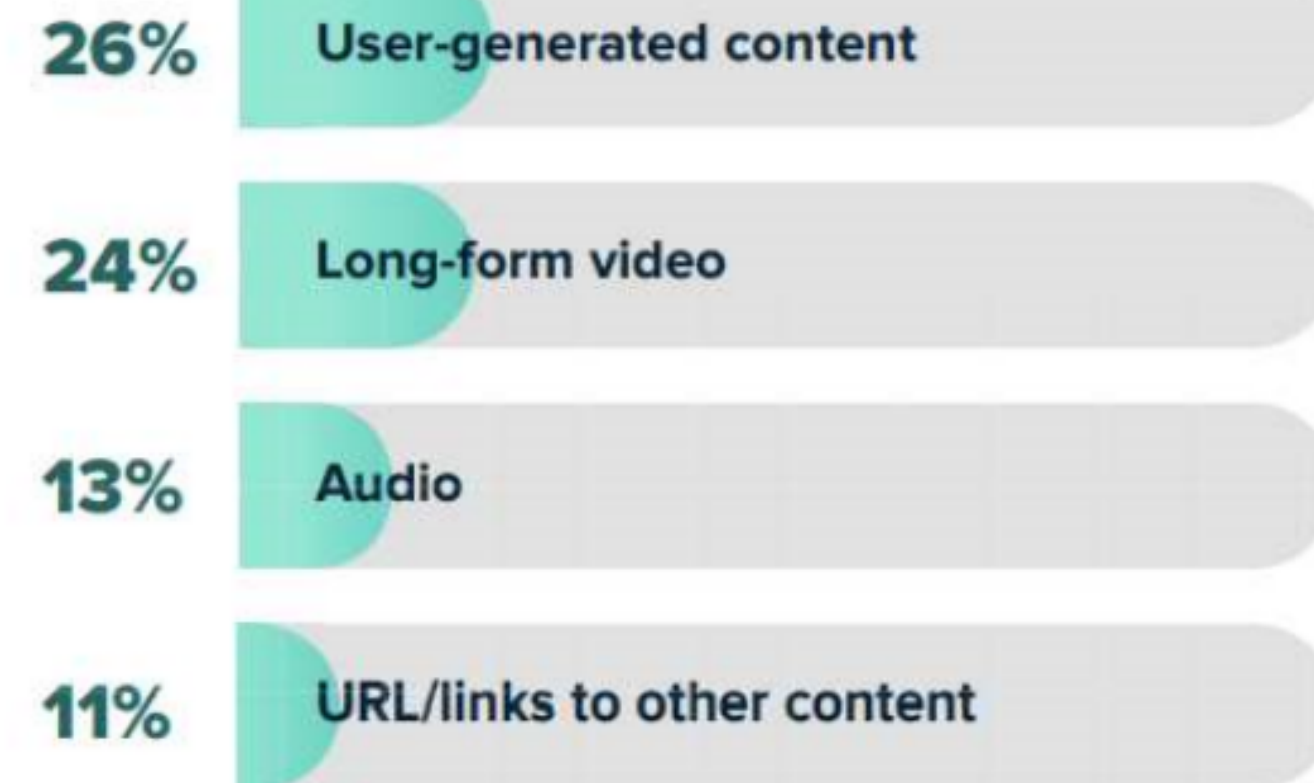 26% User-generated content
24% Long-form video
13% Audio
11% URL/links to other content